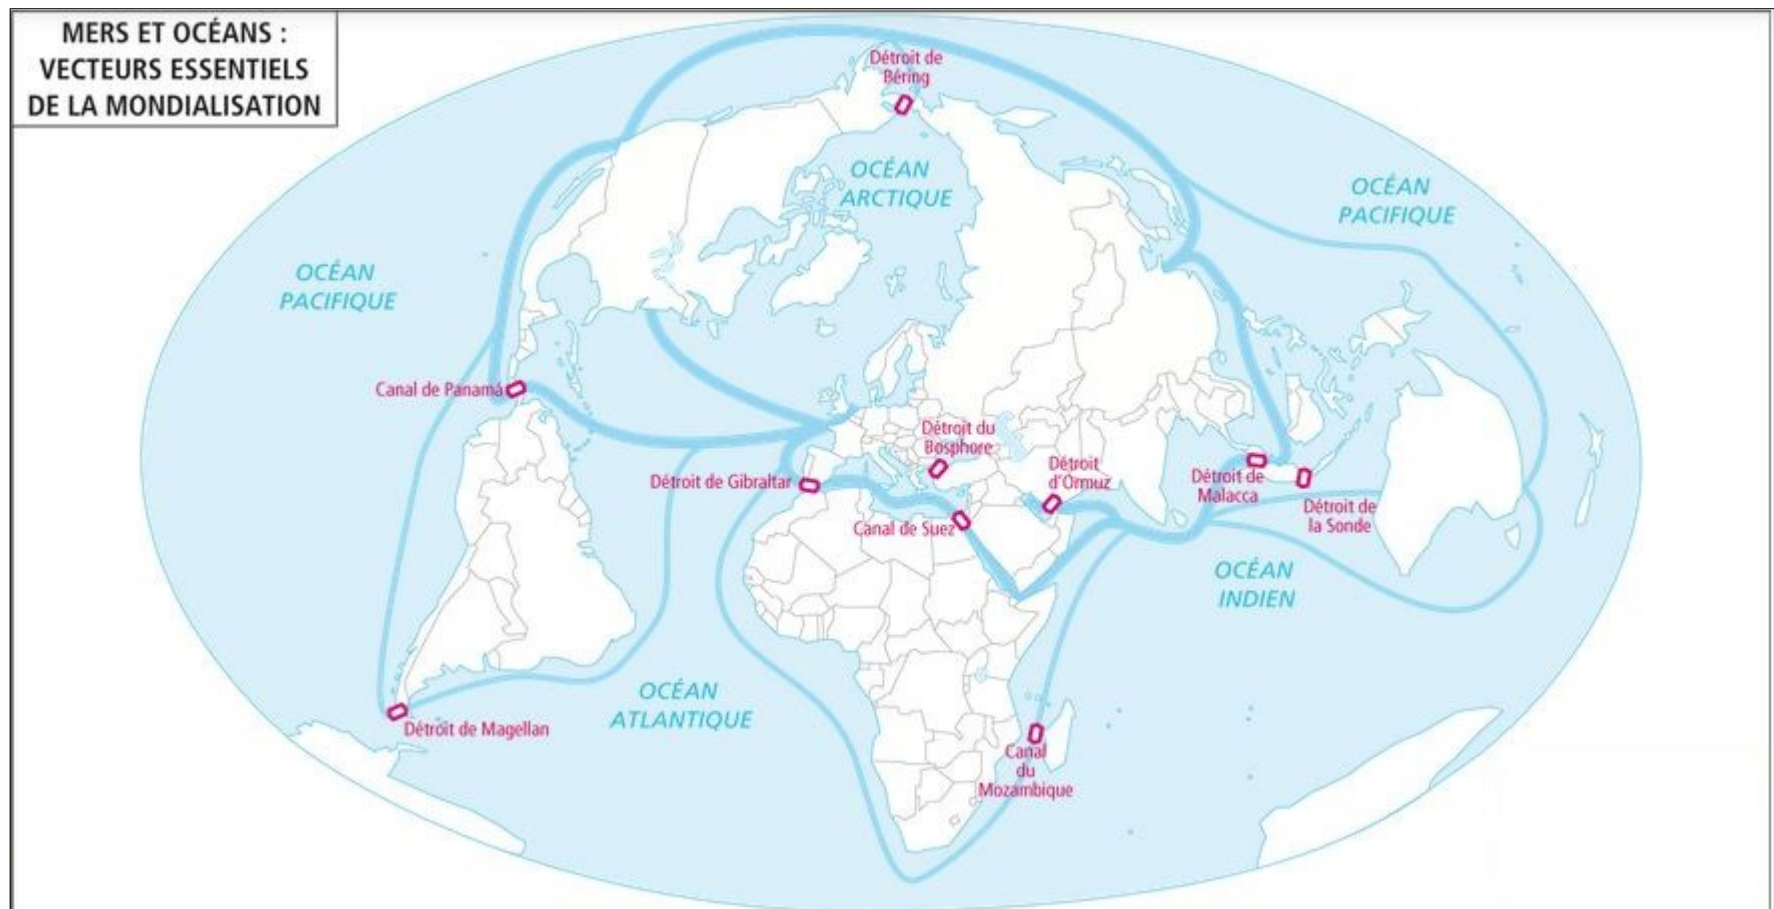 MERS ET OCÉANS :
VECTEURS ESSENTIELS
DE LA MONDIALISATION
Détroit de
Béring
OCÉAN
ARCTIQUE
OCÉAN
PACIFIQUE
OCÉAN
PACIFIQUE
Canal de Panamá
Détroit du
Bosphore
Détroit de Gibraltar
Détroit
d'Ormuz
Détroit de
Malacca
Détroit de
la Sonde
Canal de Suez
OCÉAN
INDIEN
OCÉAN
ATLANTIQUE
Détroit de Magellan
Canal
du
Mozambique